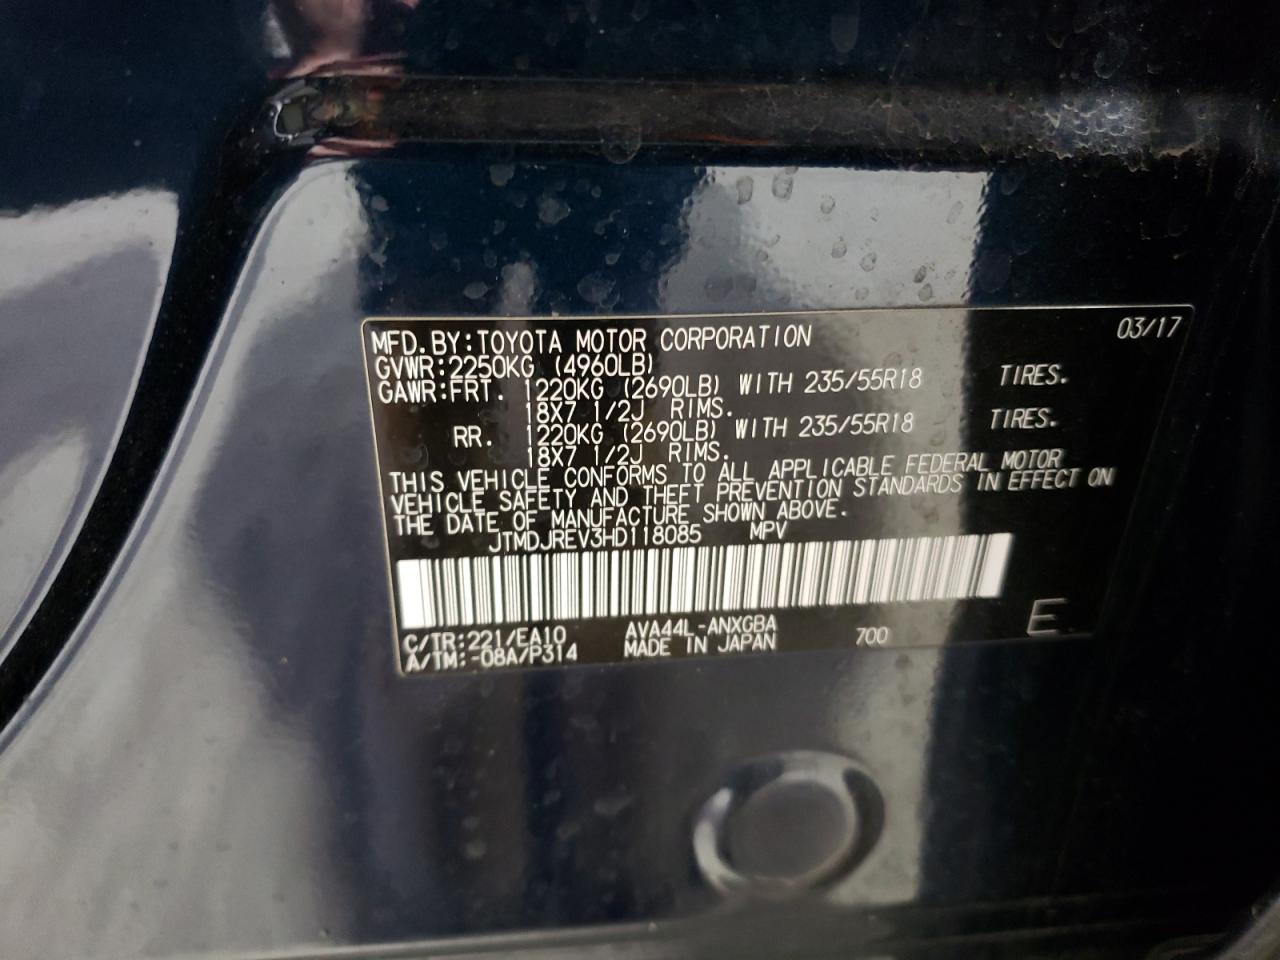 MFD. BY: TOYOTA MOTOR CORPORATION 03/17
GVWR: 2250KG (4960LB)
GAWR: FRT. 1220KG (2690LB) WITH 235/55R18 TIRES.
18X7 1/2J RIMS.
RR. 1220KG (2690LB) WITH 235/55R18 TIRES.
18X7 1/2J RIMS.
THIS VEHICLE CONFORMS TO ALL APPLICABLE FEDERAL MOTOR
VEHICLE SAFETY AND THEFT PREVENTION STANDARDS IN EFFECT ON
THE DATE OF MANUFACTURE SHOWN ABOVE.
JTMDJREV3HD118085 MPV
C/TR: 221/EA10 AVA44L-ANXGBA 700 E
A/TM: -08A/P314 MADE IN JAPAN